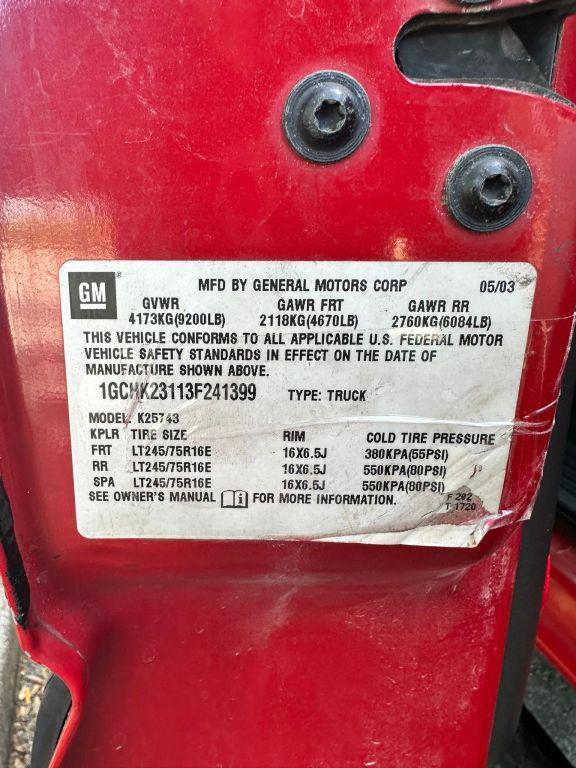 GM ® MFD BY GENERAL MOTORS CORP 05/03
GVWR GAWR FRT GAWR RR
4173KG(9200LB) 2118KG(4670LB) 2760KG(6084LB)
THIS VEHICLE CONFORMS TO ALL APPLICABLE U.S. FEDERAL MOTOR
VEHICLE SAFETY STANDARDS IN EFFECT ON THE DATE OF
MANUFACTURE SHOWN ABOVE.
1GCHK23113F241399 TYPE: TRUCK
MODEL: K25743
KPLR TIRE SIZE RIM COLD TIRE PRESSURE
FRT LT245/75R16E 16X6.5J 380KPA(55PSI)
RR LT245/75R16E 16X6.5J 550KPA(80PSI)
SPA LT245/75R16E 16X6.5J 550KPA(80PSI)
SEE OWNER'S MANUAL FOR MORE INFORMATION.
F 292
T 1720